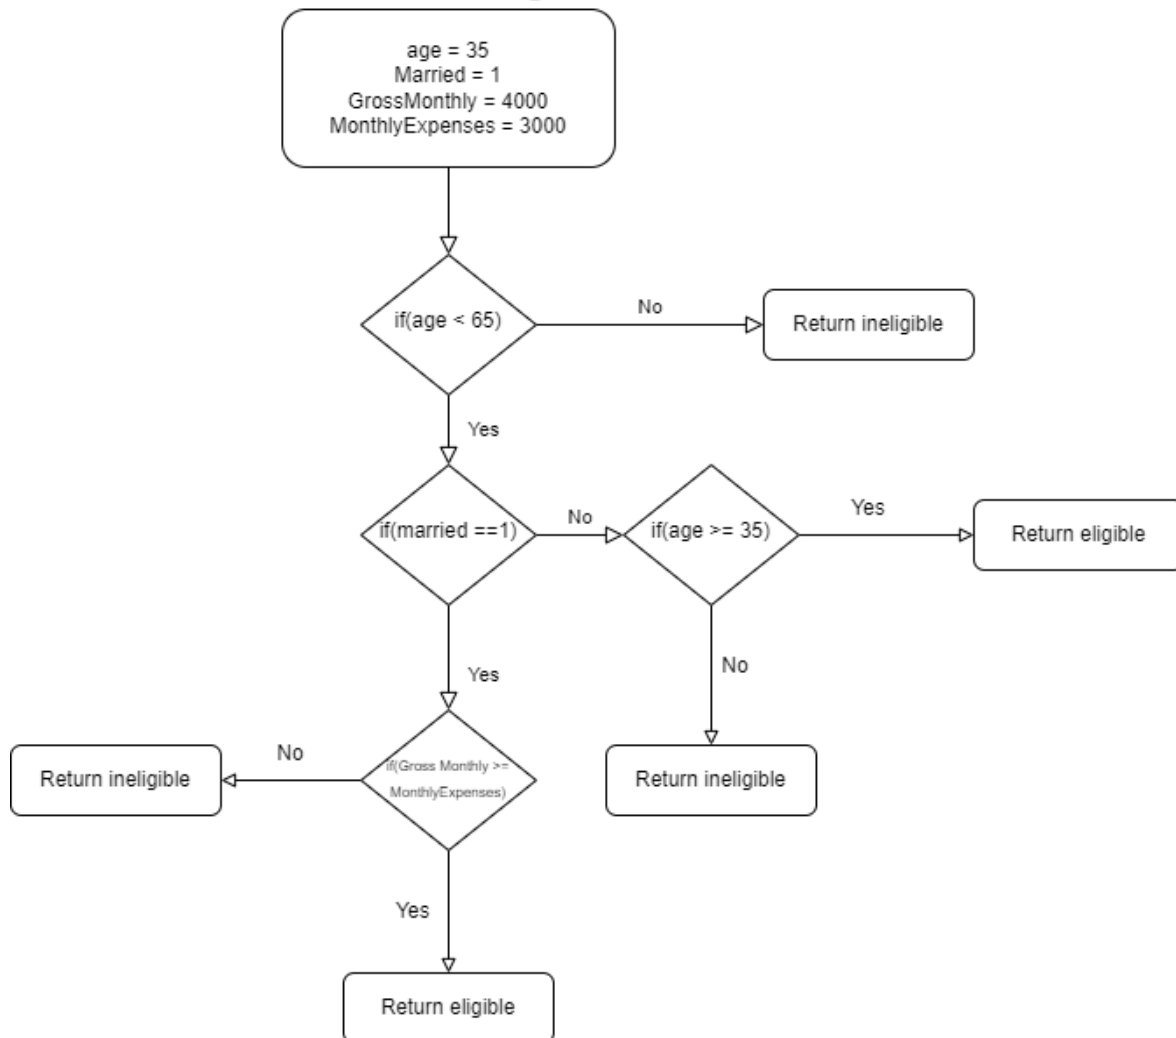 age = 35
Married = 1
GrossMonthly = 4000
MonthlyExpenses = 3000
if(age < 65)
No
Return ineligible
Yes
if(married ==1)
No
if(age >= 35)
Yes
Return eligible
Yes
No
if(Gross Monthly >=
MonthlyExpenses)
No
Return ineligible
Return ineligible
Yes
Return eligible